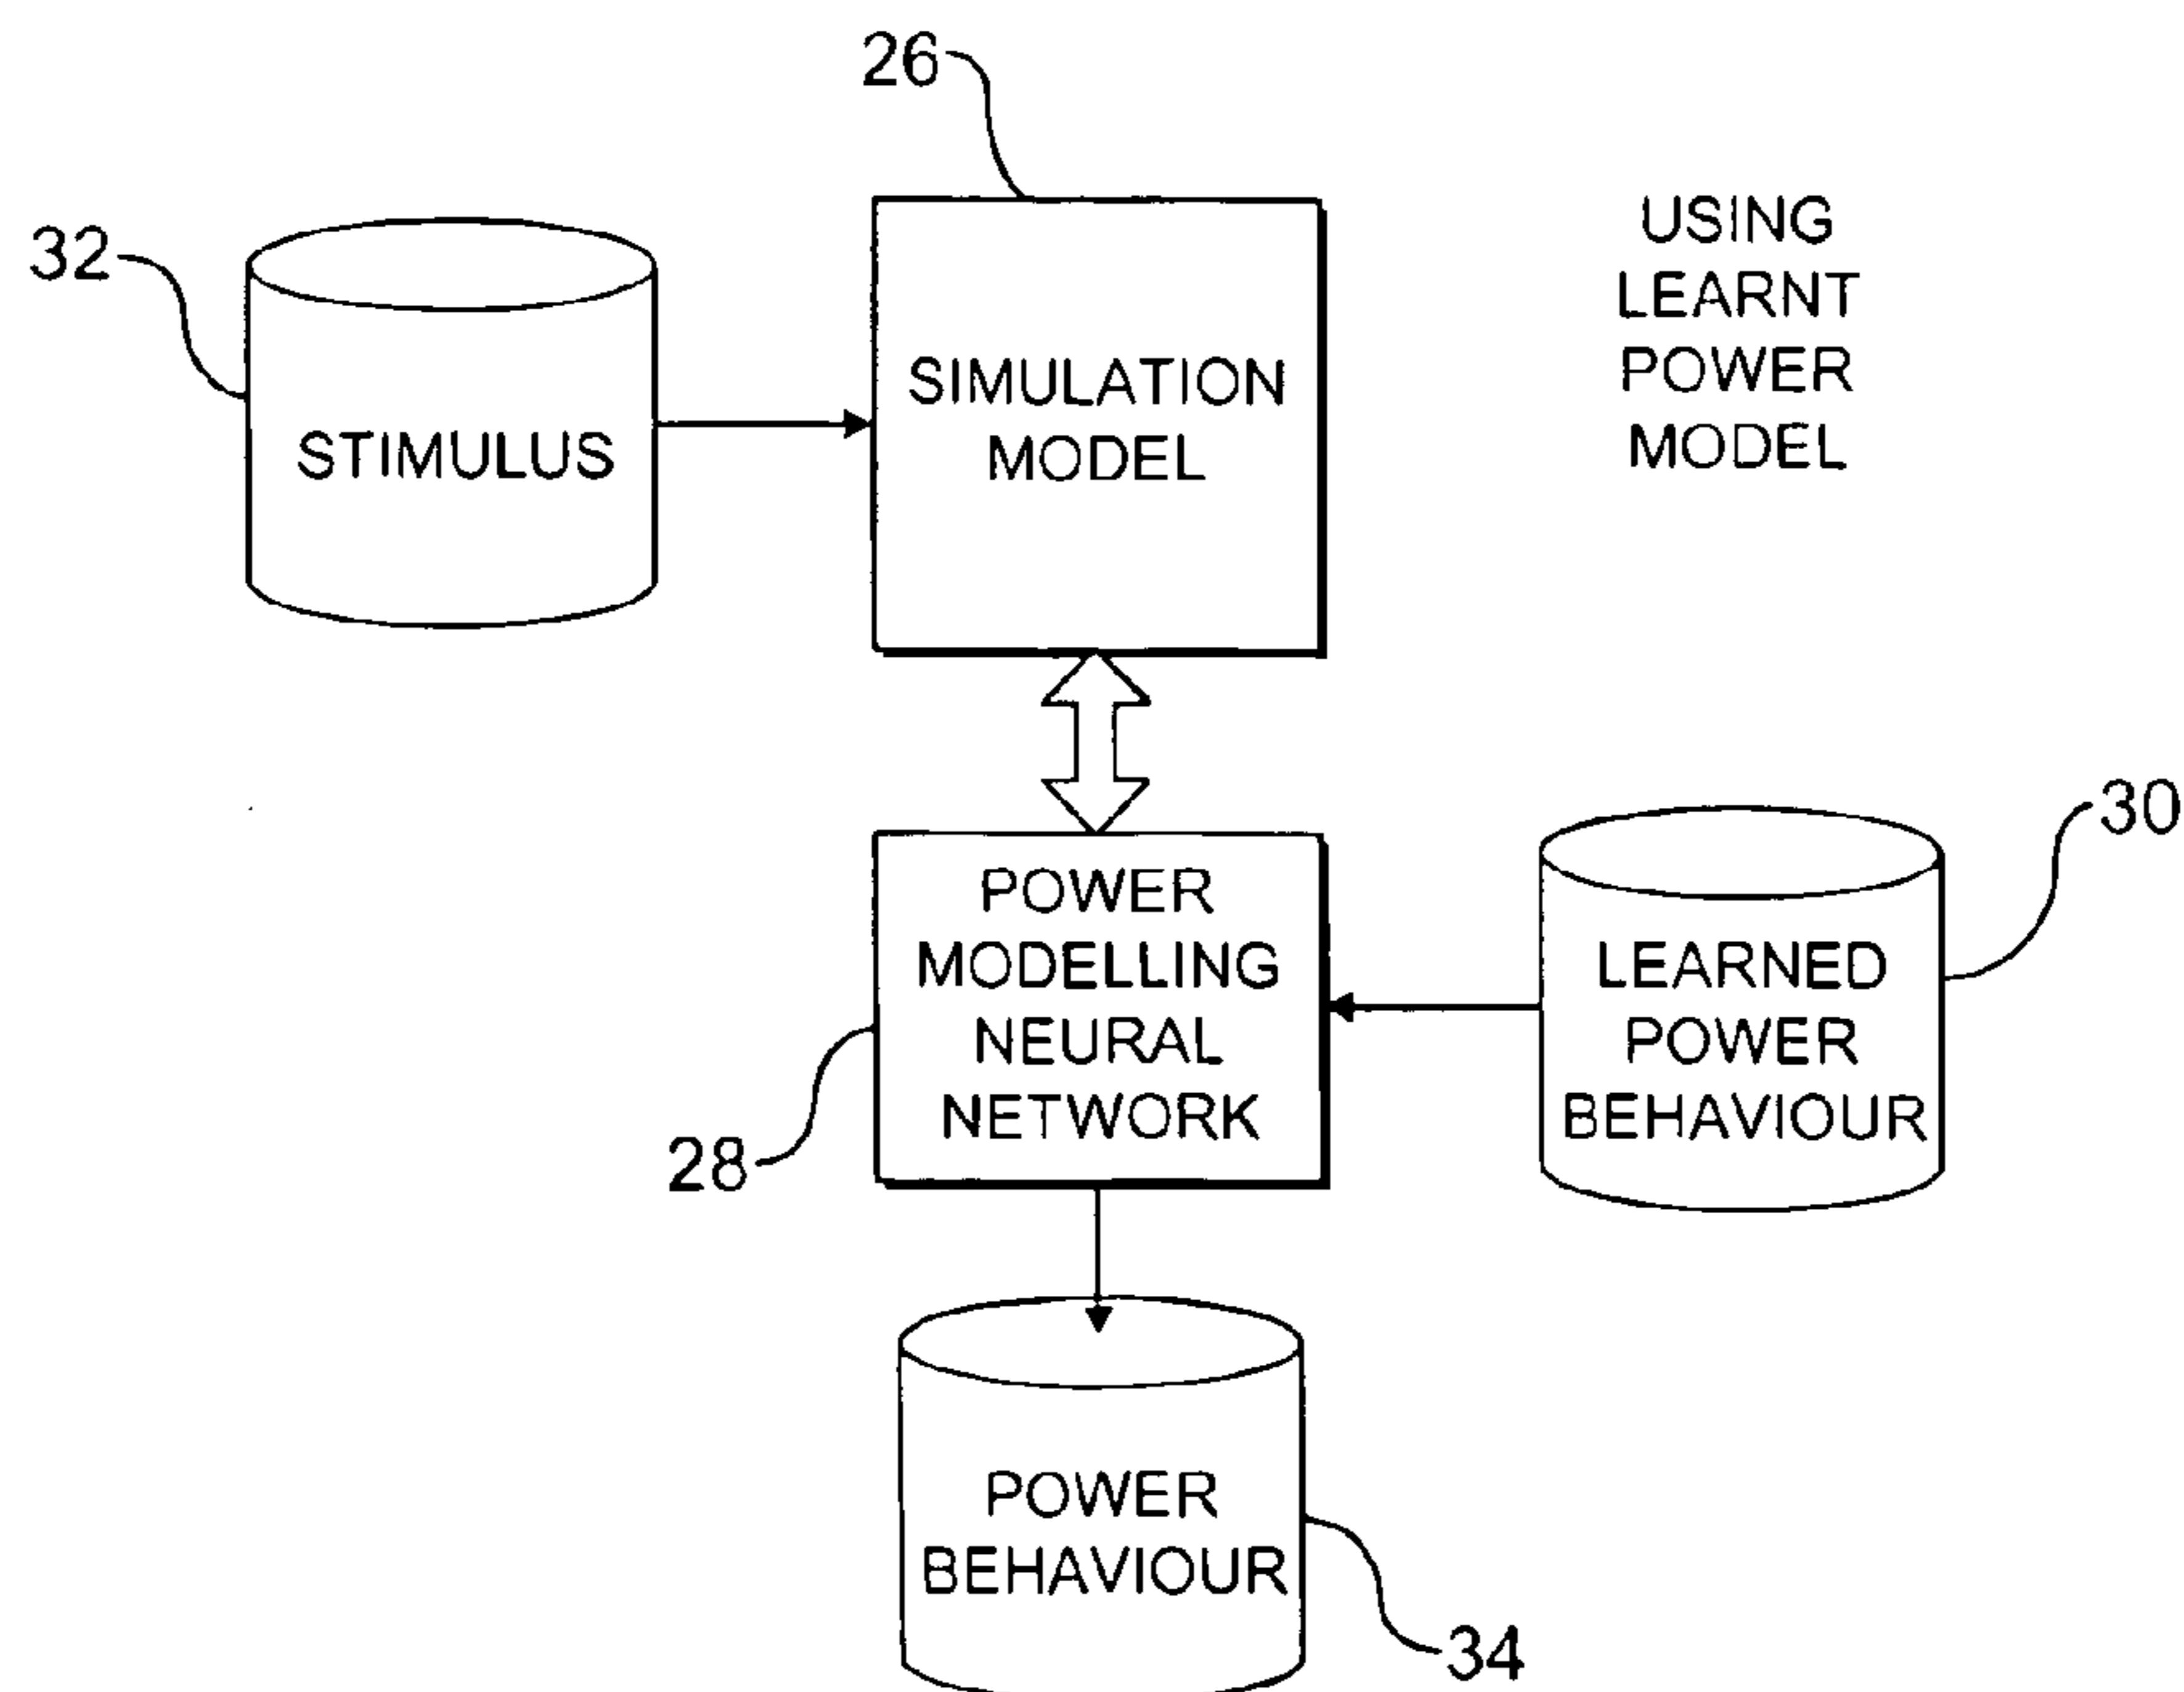 26
32
STIMULUS
SIMULATION
MODEL
USING
LEARNT
POWER
MODEL
POWER
MODELLING
NEURAL
NETWORK
28
LEARNED
POWER
BEHAVIOUR
30
POWER
BEHAVIOUR
34